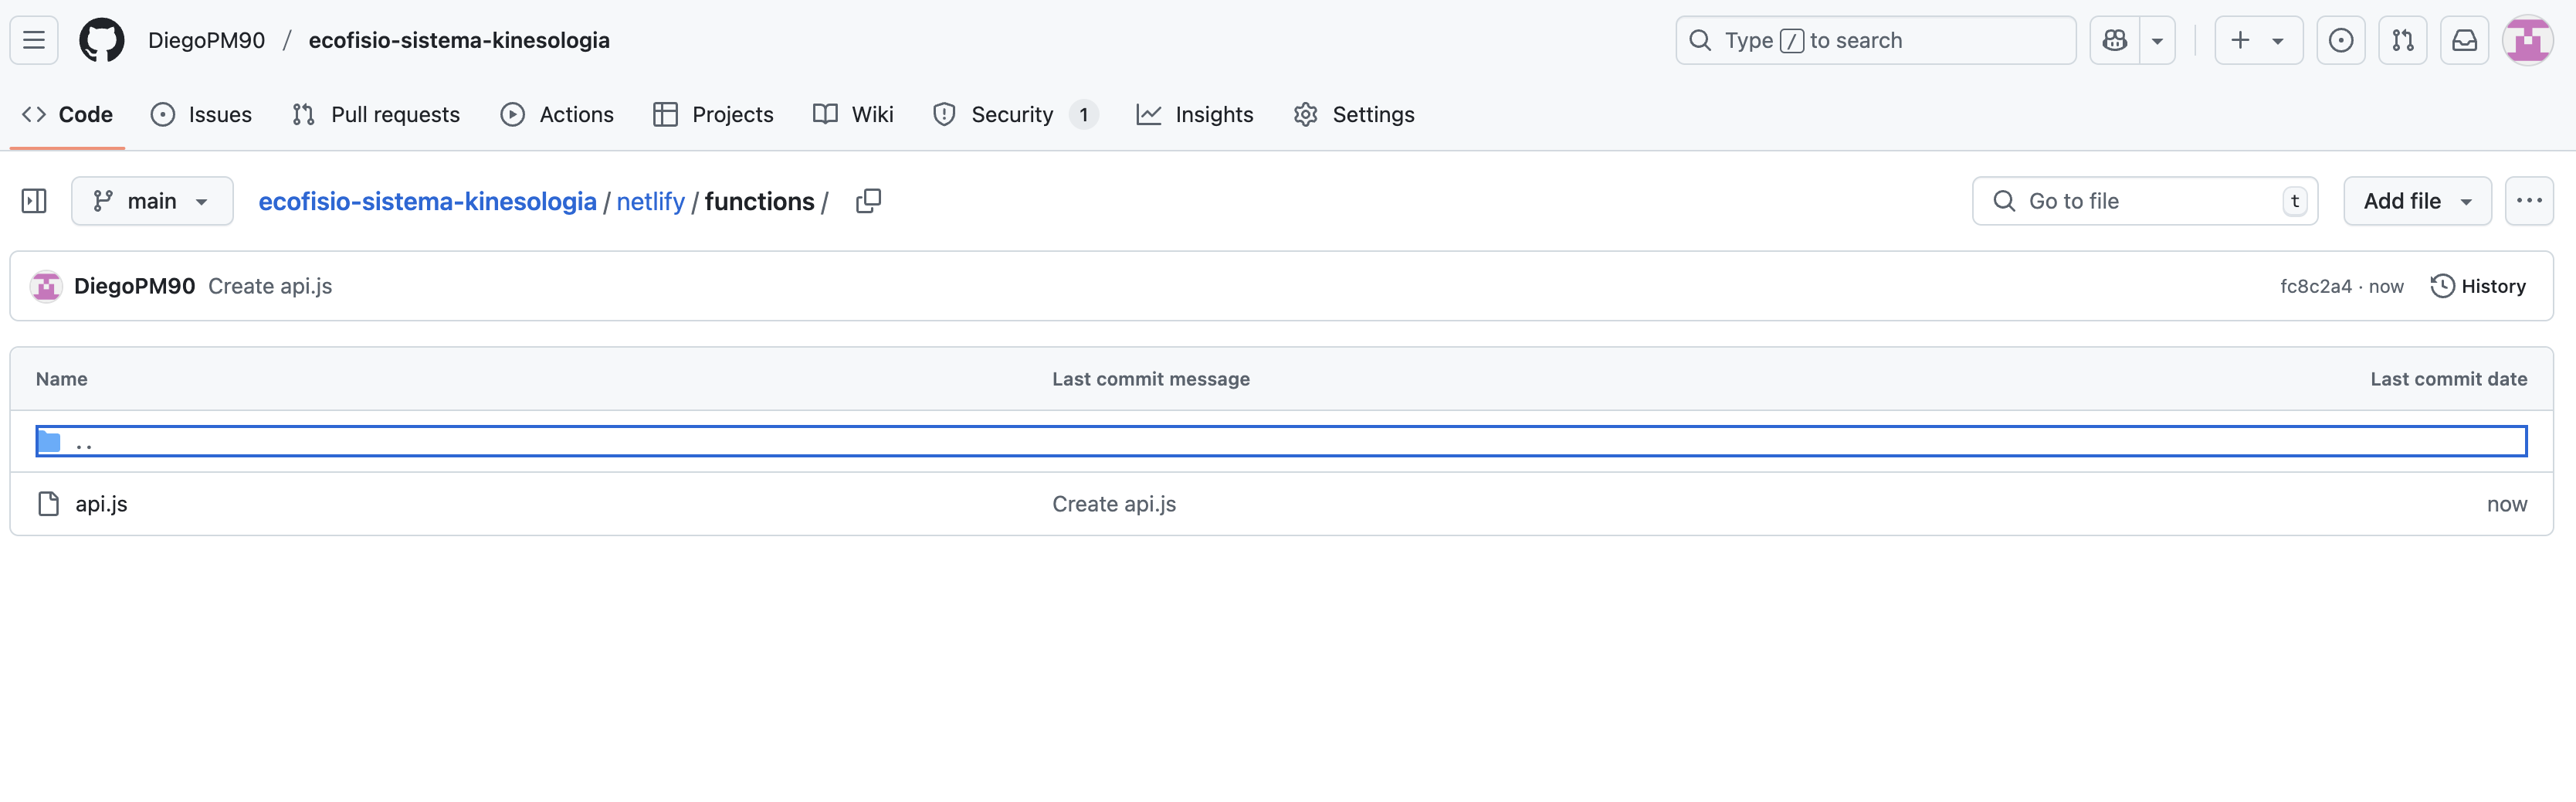 DiegoPM90 / ecofisio-sistema-kinesologia
Type / to search
Code Issues Pull requests Actions Projects Wiki Security 1 Insights Settings
main ecofisio-sistema-kinesologia / netlify / functions /
Go to file t Add file
DiegoPM90 Create api.js fc8c2a4 · now History
Name Last commit message Last commit date
..
api.js Create api.js now